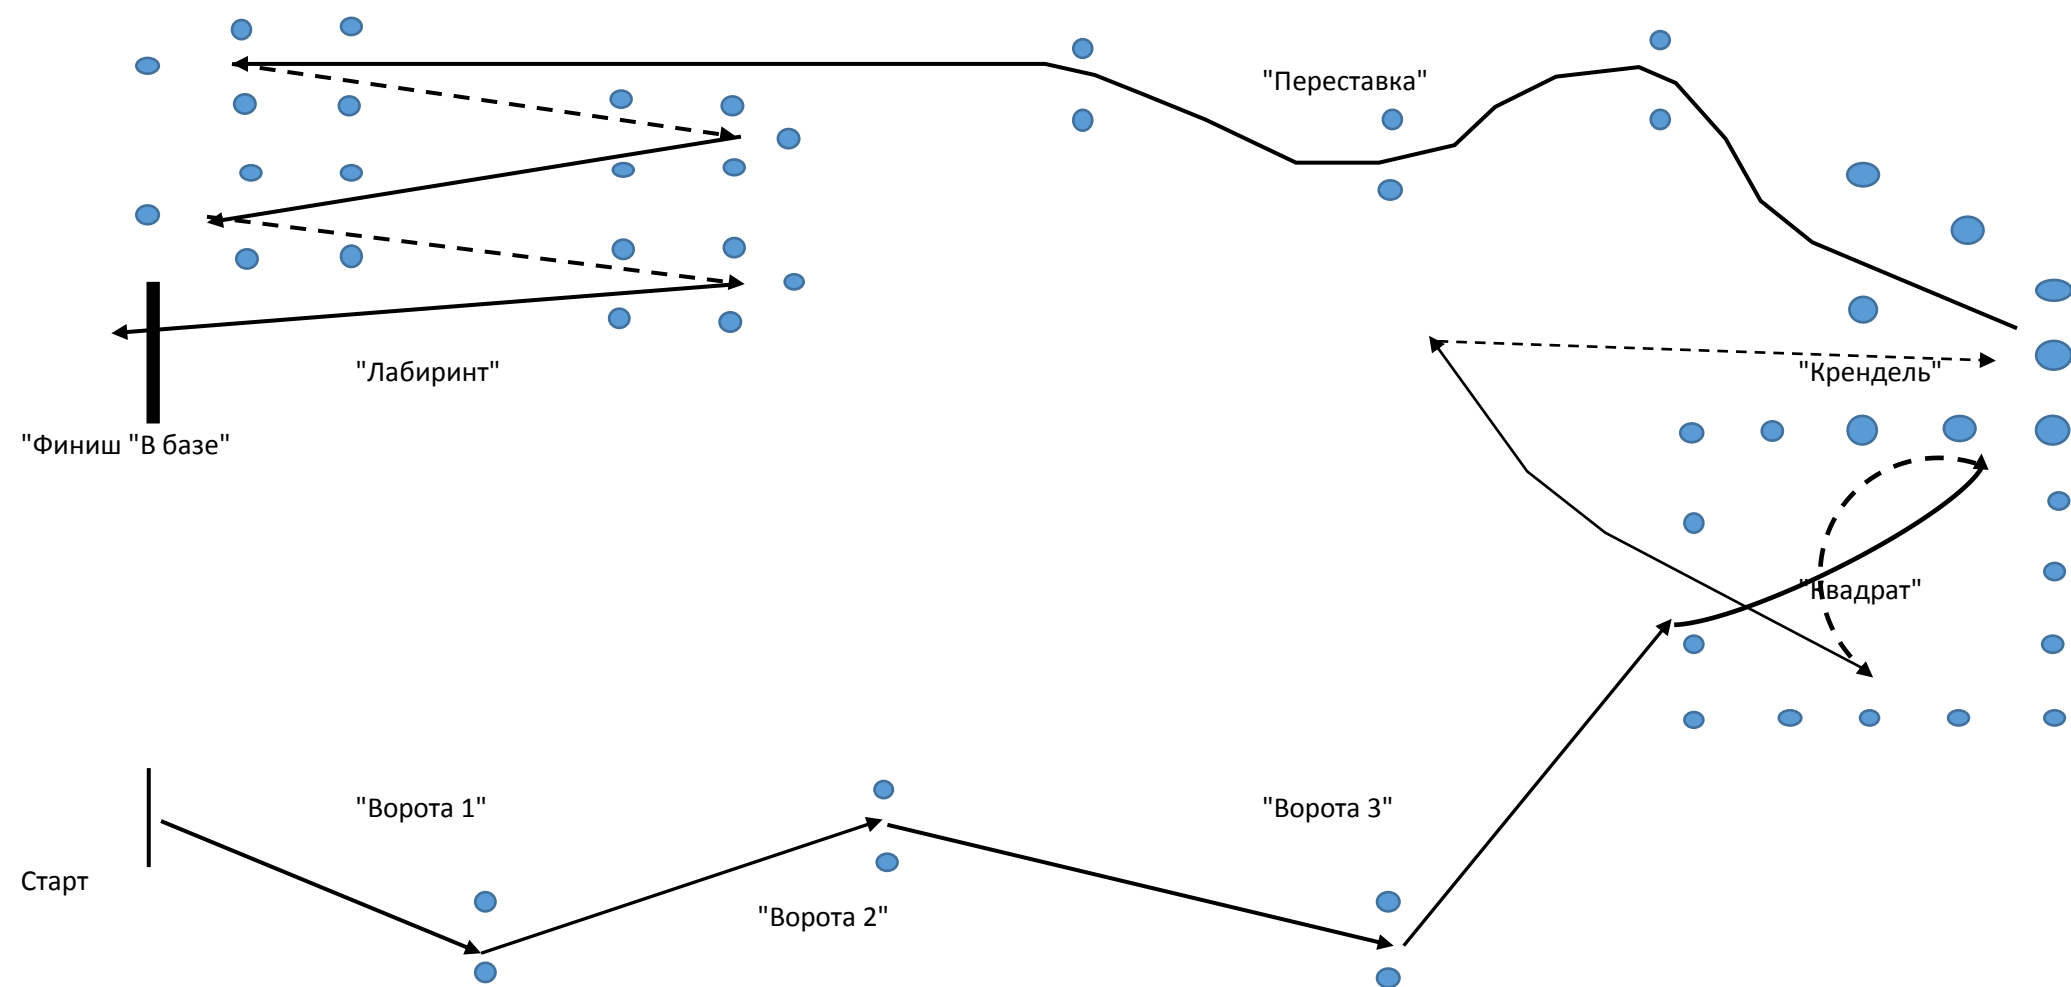 "Переставка"
"Лабиринт"
"Крендель"
"Финиш "В базе"
"Квадрат"
"Ворота 1"
"Ворота 3"
Старт
"Ворота 2"